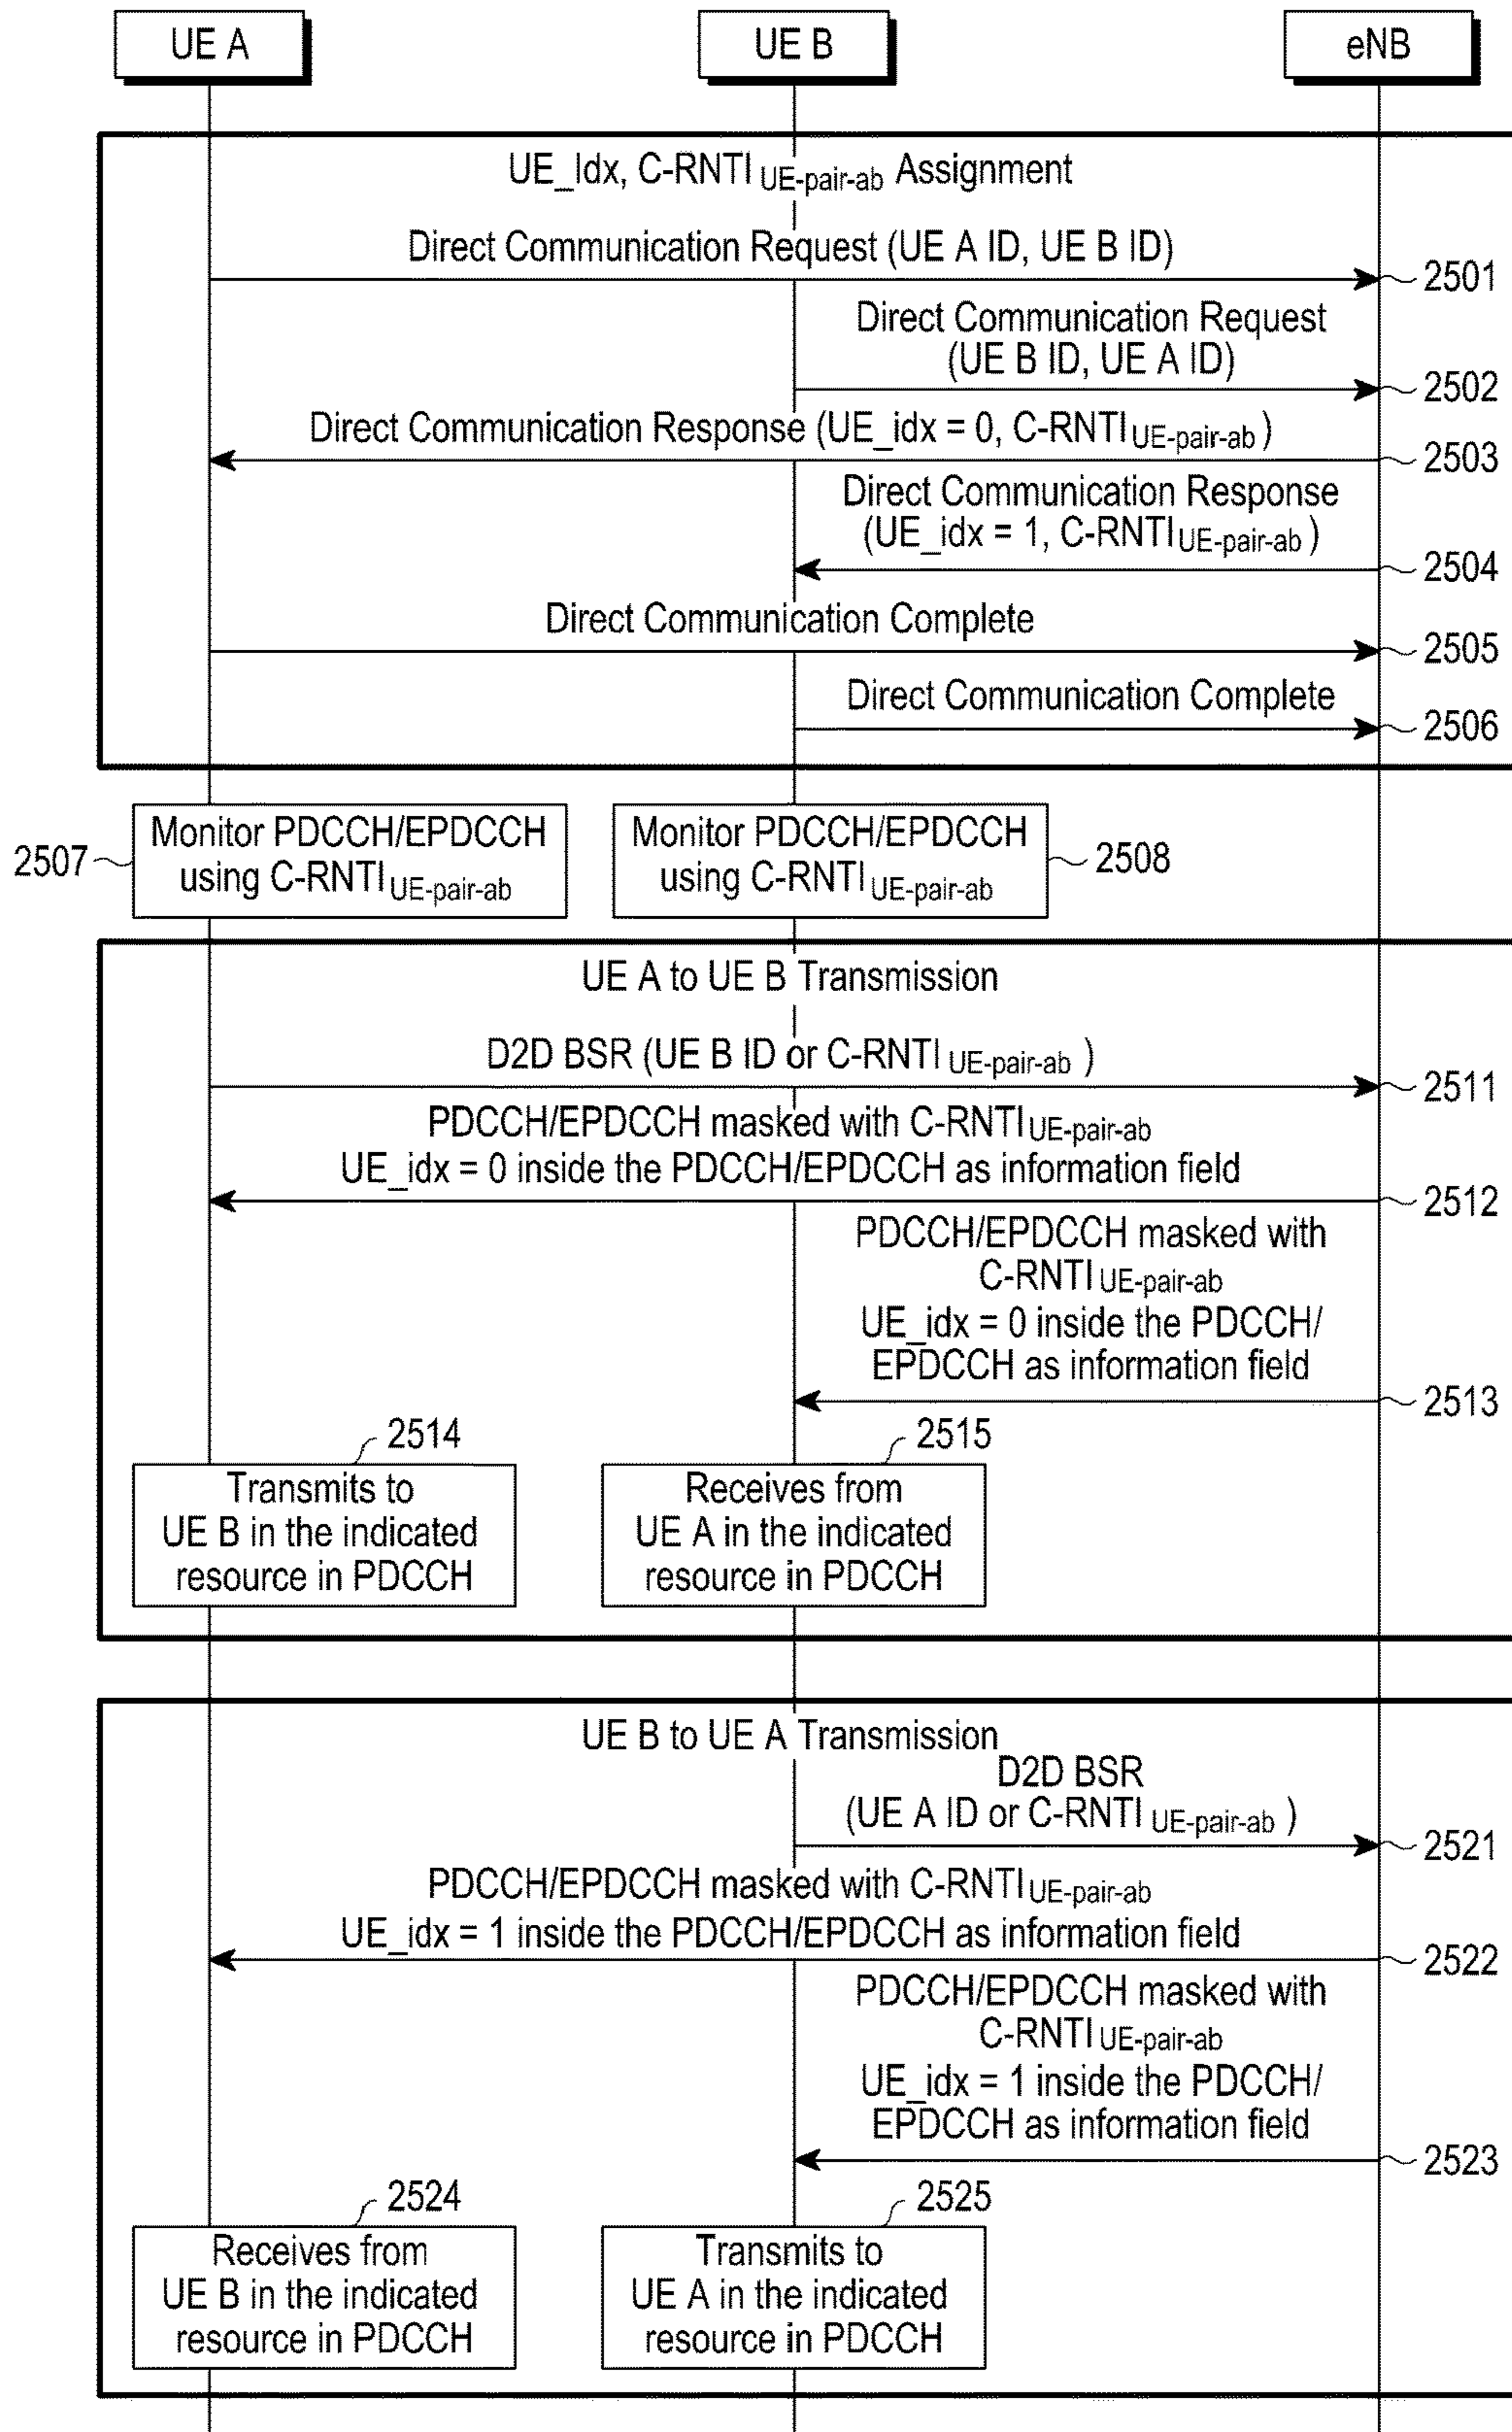 UE A
UE B
eNB
UE_Idx, C-RNTI UE-pair-ab Assignment
Direct Communication Request (UE A ID, UE B ID)
2501
Direct Communication Request
(UE B ID, UE A ID)
2502
Direct Communication Response (UE_idx = 0, C-RNTI UE-pair-ab )
2503
Direct Communication Response
(UE_idx = 1, C-RNTI UE-pair-ab )
2504
Direct Communication Complete
2505
Direct Communication Complete
2506
2507
Monitor PDCCH/EPDCCH
using C-RNTI UE-pair-ab
Monitor PDCCH/EPDCCH
using C-RNTI UE-pair-ab
2508
UE A to UE B Transmission
D2D BSR (UE B ID or C-RNTI UE-pair-ab )
2511
PDCCH/EPDCCH masked with C-RNTI UE-pair-ab
UE_idx = 0 inside the PDCCH/EPDCCH as information field
2512
PDCCH/EPDCCH masked with
C-RNTI UE-pair-ab
UE_idx = 0 inside the PDCCH/
EPDCCH as information field
2513
2514
Transmits to
UE B in the indicated
resource in PDCCH
2515
Receives from
UE A in the indicated
resource in PDCCH
UE B to UE A Transmission
D2D BSR
(UE A ID or C-RNTI UE-pair-ab )
2521
PDCCH/EPDCCH masked with C-RNTI UE-pair-ab
UE_idx = 1 inside the PDCCH/EPDCCH as information field
2522
PDCCH/EPDCCH masked with
C-RNTI UE-pair-ab
UE_idx = 1 inside the PDCCH/
EPDCCH as information field
2523
2524
Receives from
UE B in the indicated
resource in PDCCH
2525
Transmits to
UE A in the indicated
resource in PDCCH